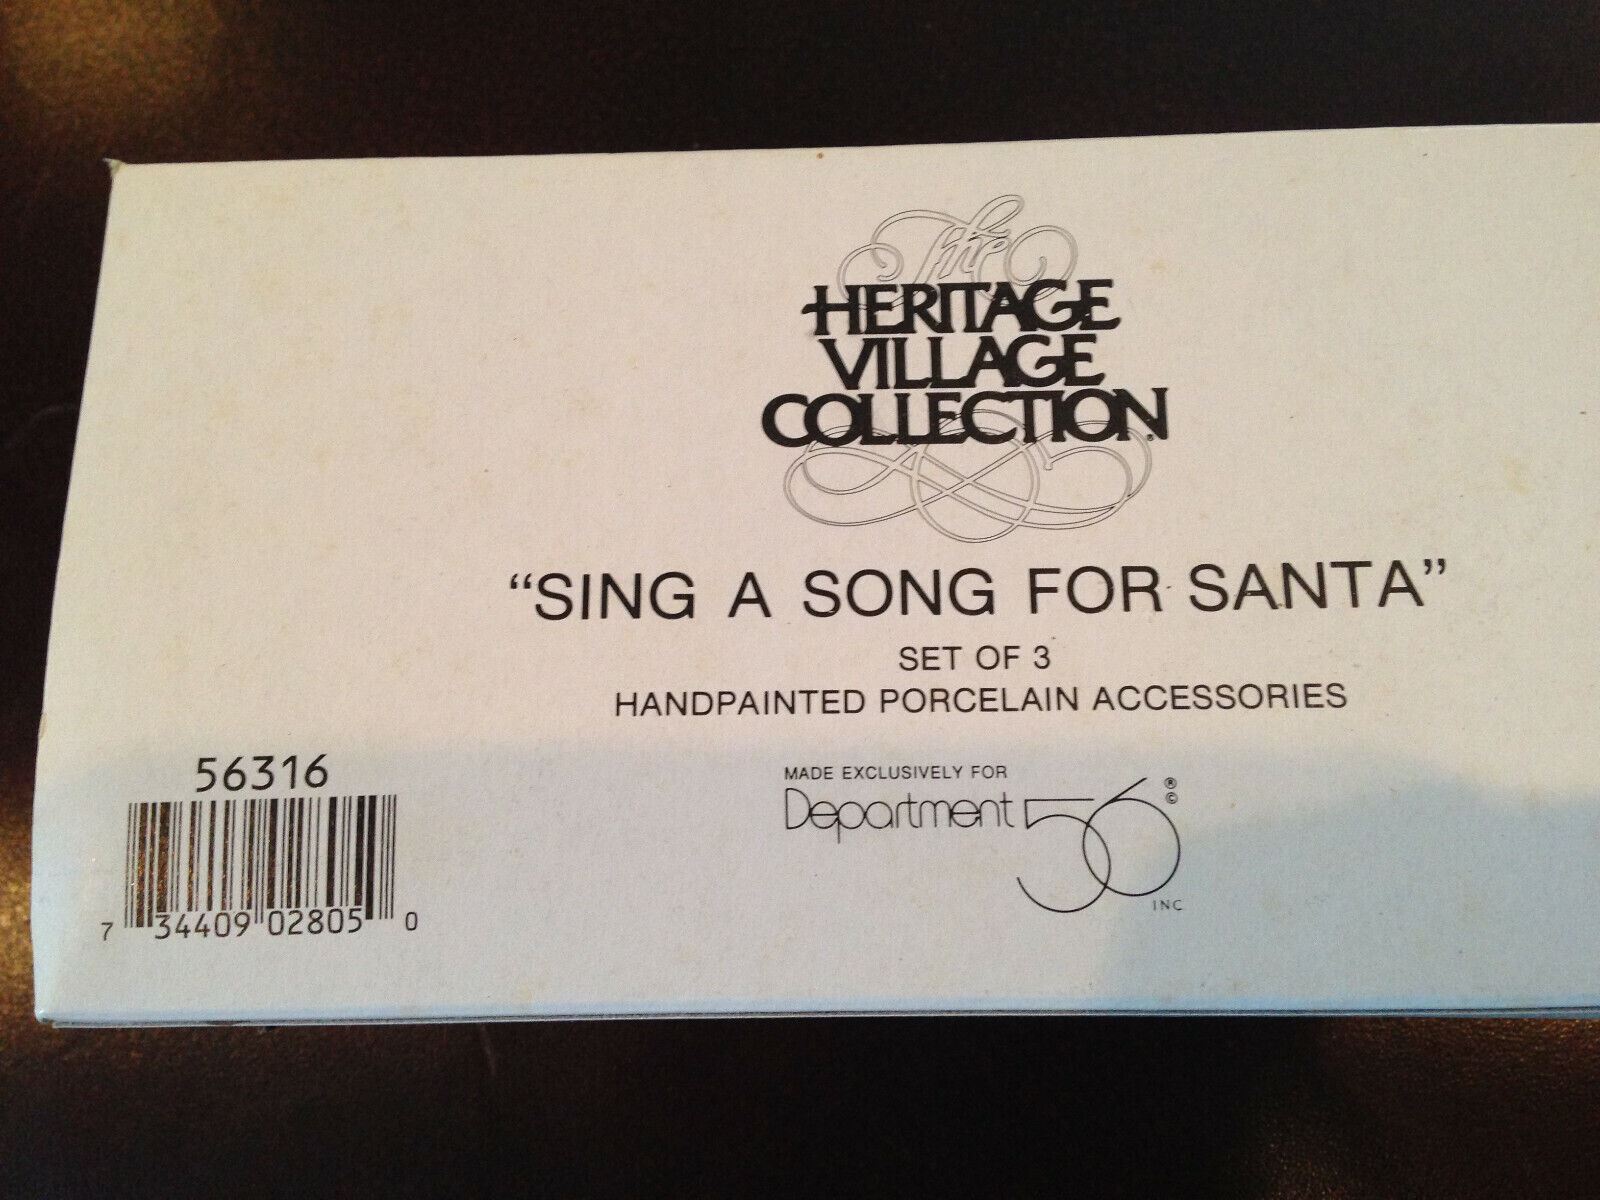 The
HERITAGE
VILLAGE
COLLECTION®
“SING A SONG FOR SANTA”
SET OF 3
HANDPAINTED PORCELAIN ACCESSORIES
56316
7 34409 02805 0
MADE EXCLUSIVELY FOR
Department 56 ® ©
INC